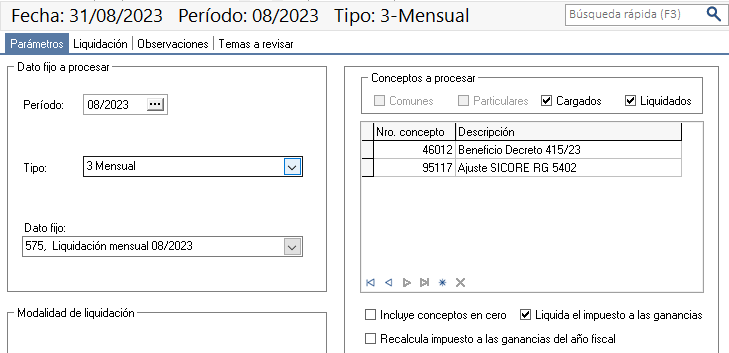 Fecha: 31/08/2023 Período: 08/2023 Tipo: 3-Mensual
Búsqueda rápida (F3)
Parámetros Liquidación Observaciones Temas a revisar
Dato fijo a procesar
Período: 08/2023 ...
Tipo: 3 Mensual
Dato fijo:
575, Liquidación mensual 08/2023
Modalidad de liquidación
Conceptos a procesar
Comunes Particulares Cargados Liquidados
Nro. concepto Descripción
46012 Beneficio Decreto 415/23
95117 Ajuste SICORE RG 5402
Incluye conceptos en cero Liquida el impuesto a las ganancias
Recalcula impuesto a las ganancias del año fiscal